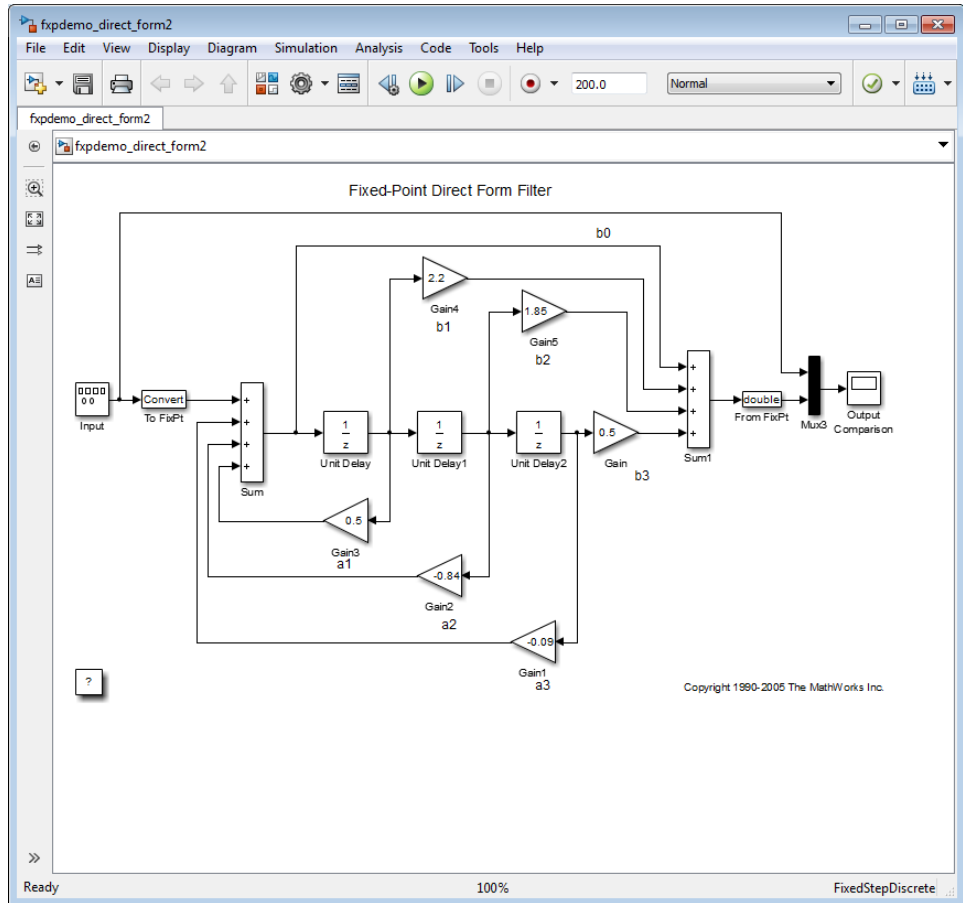 fxpdemo_direct_form2
File Edit View Display Diagram Simulation Analysis Code Tools Help
200.0 Normal
fxpdemo_direct_form2
fxpdemo_direct_form2
Fixed-Point Direct Form Filter
b0
2.2
Gain4
b1
1.85
Gain5
b2
Input
Convert
To FixPt
+
+
+
+
Sum
1
z
Unit Delay
1
z
Unit Delay1
1
z
Unit Delay2
0.5
Gain
b3
+
+
+
+
Sum1
double
From FixPt
Mux3
Output
Comparison
0.5
Gain3
a1
-0.84
Gain2
a2
-0.09
Gain1
a3
?
Copyright 1990-2005 The MathWorks Inc.
Ready 100% FixedStepDiscrete